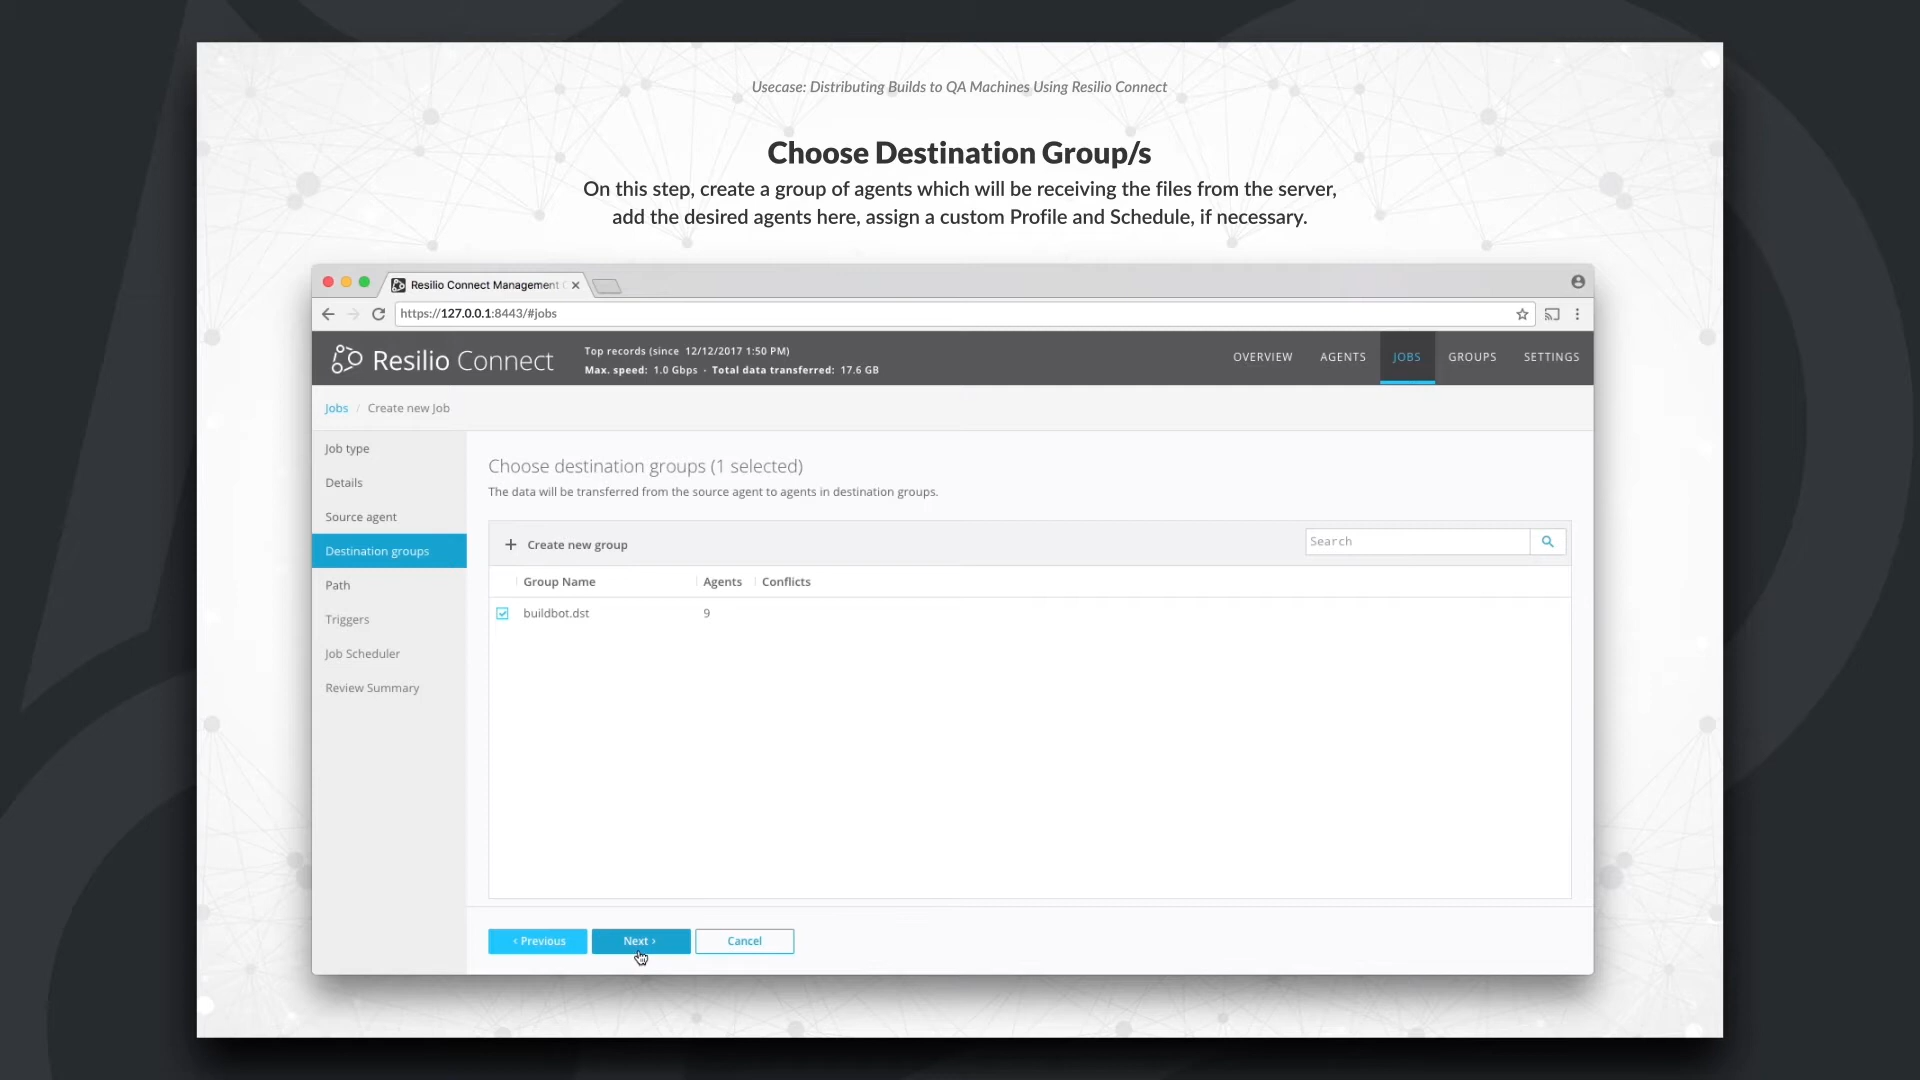 Usecase: Distributing Builds to QA Machines Using Resilio Connect
Choose Destination Group/s
On this step, create a group of agents which will be receiving the files from the server,
add the desired agents here, assign a custom Profile and Schedule, if necessary.
Resilio Connect Management
https://127.0.0.1:8443/#jobs
Resilio Connect
Top records (since 12/12/2017 1:50 PM)
Max. speed: 1.0 Gbps - Total data transferred: 17.6 GB
OVERVIEW AGENTS JOBS GROUPS SETTINGS
Jobs / Create new Job
Job type
Details
Source agent
Destination groups
Path
Triggers
Job Scheduler
Review Summary
Choose destination groups (1 selected)
The data will be transferred from the source agent to agents in destination groups.
+ Create new group
Search
Group Name Agents Conflicts
buildbot.dst 9
‹ Previous Next › Cancel